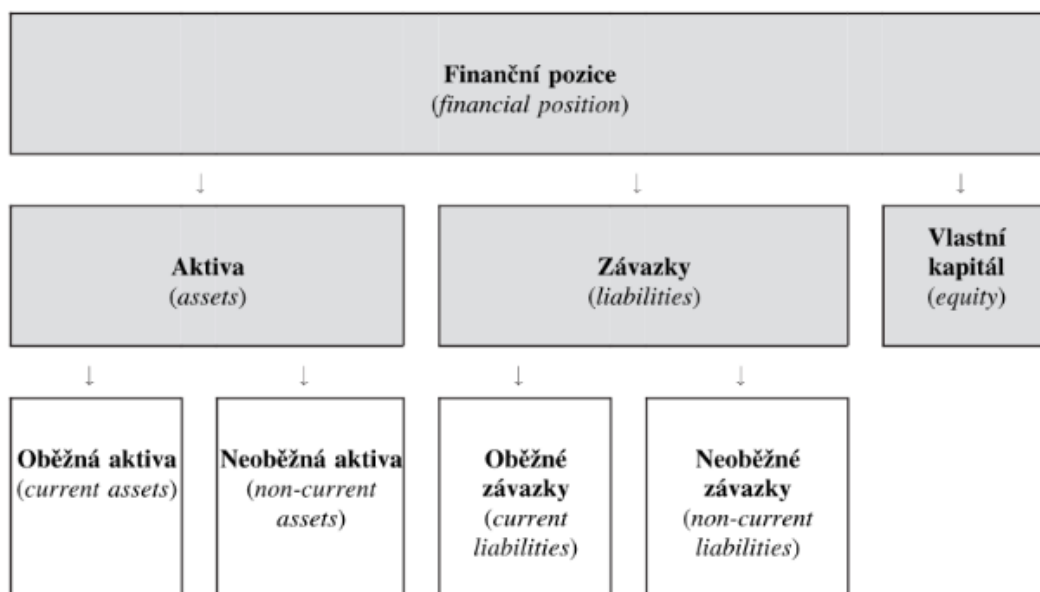 Finanční pozice
(financial position)
↓ ↓ ↓
Aktiva
(assets)
Závazky
(liabilities)
Vlastní
kapitál
(equity)
↓ ↓ ↓ ↓
Oběžná aktiva
(current assets)
Neoběžná aktiva
(non-current
assets)
Oběžné
závazky
(current
liabilities)
Neoběžné
závazky
(non-current
liabilities)